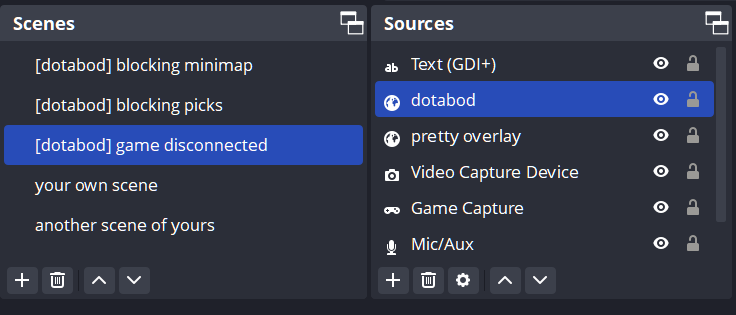 Scenes
[dotabod] blocking minimap
[dotabod] blocking picks
[dotabod] game disconnected
your own scene
another scene of yours
Sources
ab Text (GDI+)
dotabod
pretty overlay
Video Capture Device
Game Capture
Mic/Aux